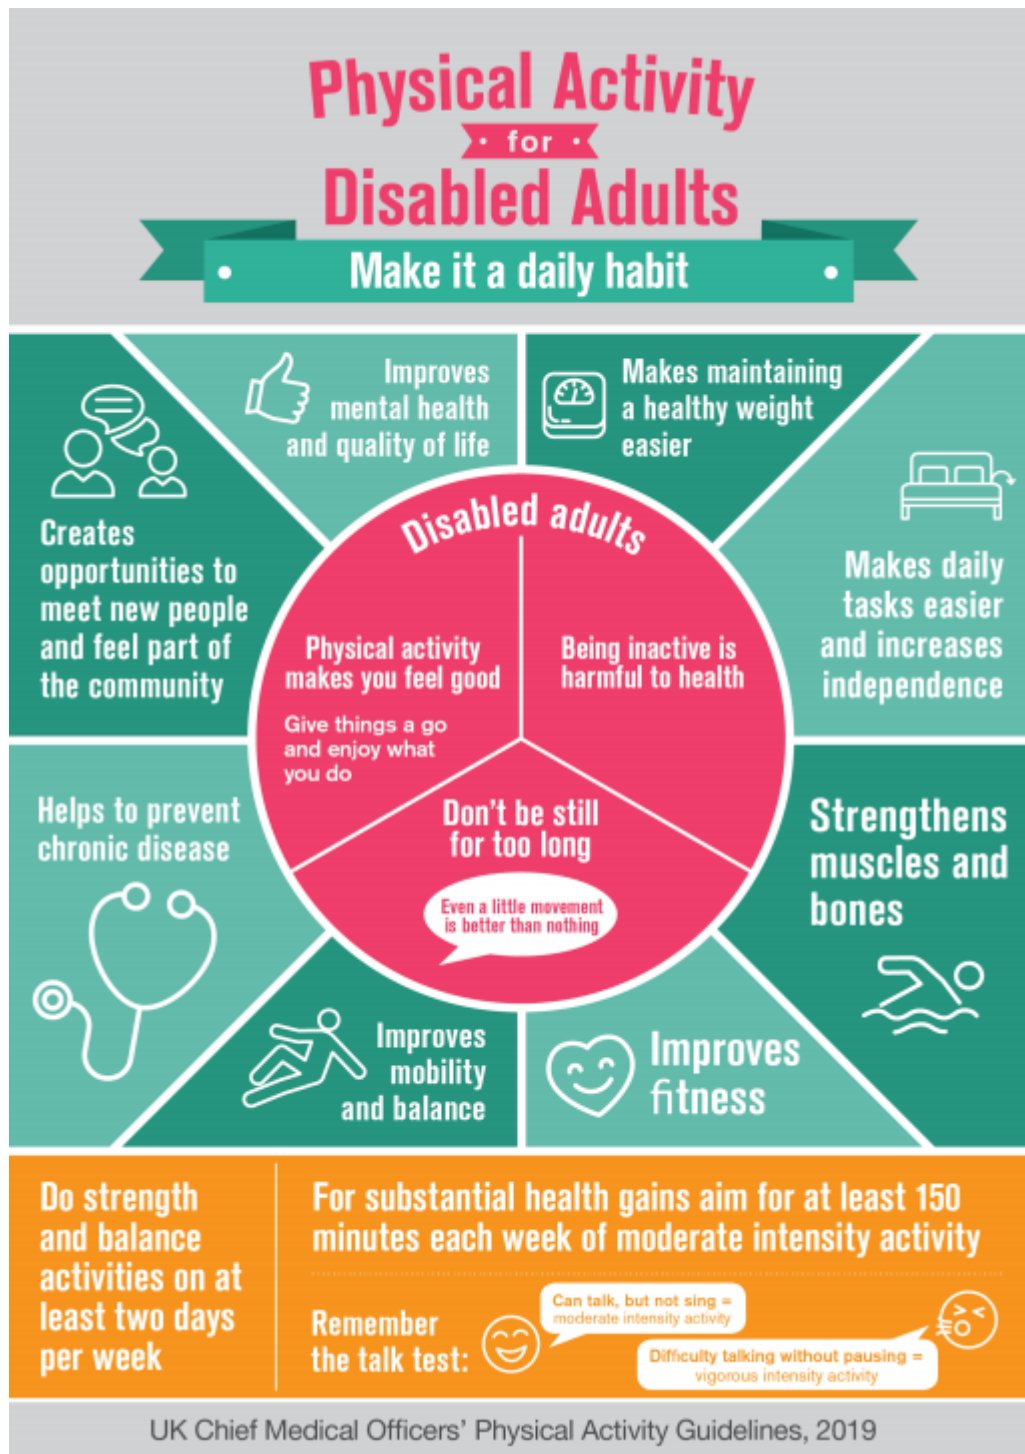 Physical Activity
for
Disabled Adults
Make it a daily habit
Improves
mental health
and quality of life
Makes maintaining
a healthy weight
easier
Creates
opportunities to
meet new people
and feel part of
the community
Makes daily
tasks easier
and increases
independence
Disabled adults
Physical activity
makes you feel good
Give things a go
and enjoy what
you do
Being inactive is
harmful to health
Don't be still
for too long
Even a little movement
is better than nothing
Helps to prevent
chronic disease
Strengthens
muscles and
bones
Improves
mobility
and balance
Improves
fitness
Do strength
and balance
activities on at
least two days
per week
For substantial health gains aim for at least 150
minutes each week of moderate intensity activity
Remember
the talk test:
Can talk, but not sing =
moderate intensity activity
Difficulty talking without pausing =
vigorous intensity activity
UK Chief Medical Officers' Physical Activity Guidelines, 2019